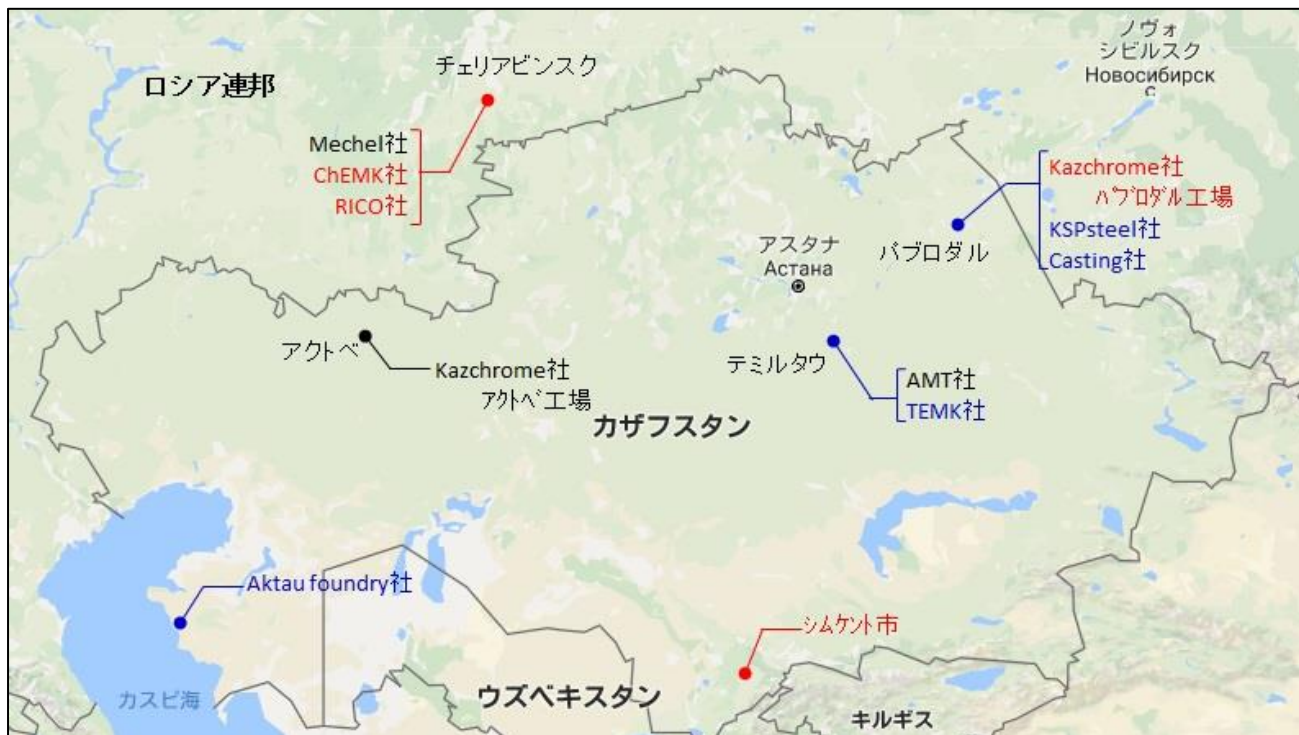 ノヴォ
シビルスク
Новосибирск
チェリアビンスク
ロシア連邦
Mechel社
ChEMK社
RICO社
Kazchrome社
ﾊﾟﾌﾞﾛﾀﾞﾙ工場
KSPsteel社
Casting社
アスタナ
Астана
パブロダル
アクトベ
テミルタウ
Kazchrome社
ｱｸﾄﾍﾞ工場
AMT社
TEMK社
カザフスタン
Aktau foundry社
ｼﾑｹﾝﾄ市
カスピ海
ウズベキスタン
キルギス